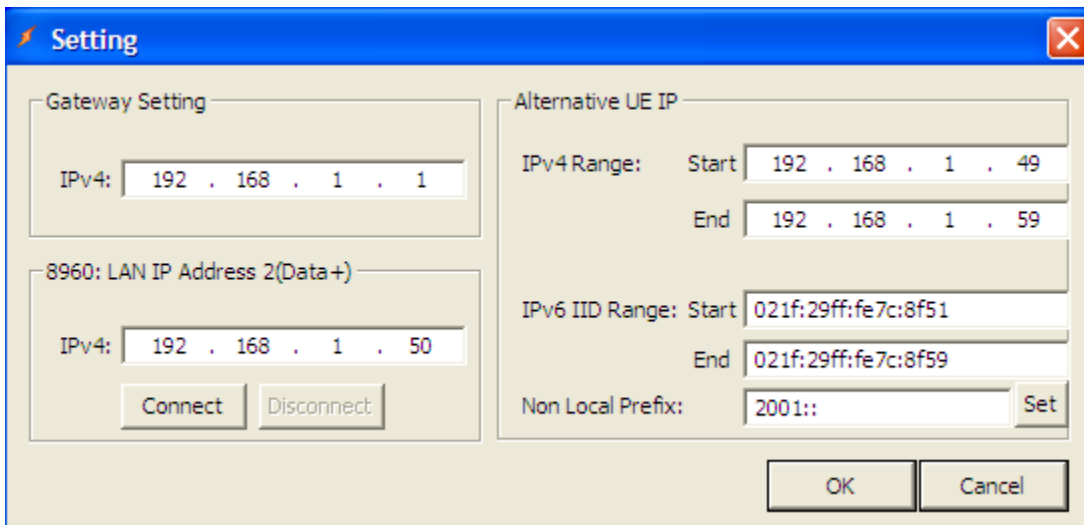 Setting
Gateway Setting
IPv4: 192 . 168 . 1 . 1
8960: LAN IP Address 2(Data+)
IPv4: 192 . 168 . 1 . 50
Connect Disconnect
Alternative UE IP
IPv4 Range: Start 192 . 168 . 1 . 49
End 192 . 168 . 1 . 59
IPv6 IID Range: Start 021f:29ff:fe7c:8f51
End 021f:29ff:fe7c:8f59
Non Local Prefix: 2001:: Set
OK Cancel